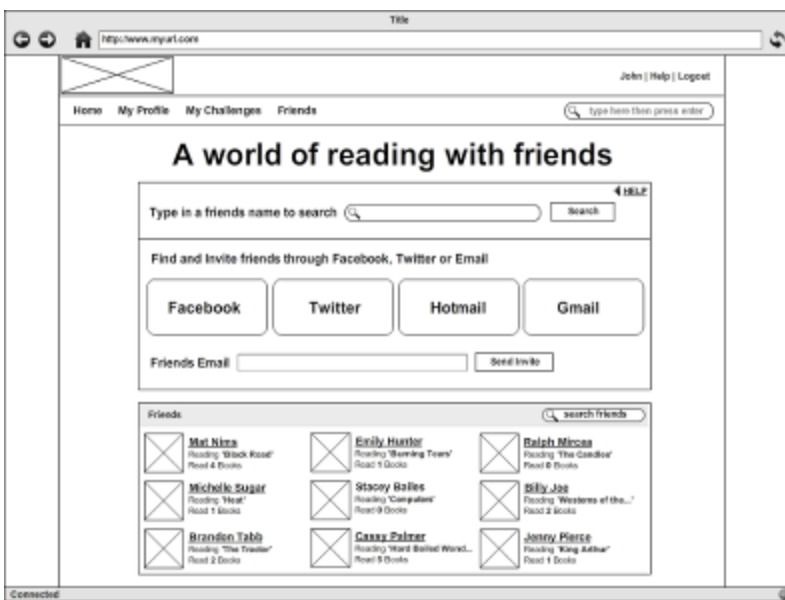 Title
http://www.myurl.com
John | Help | Logout
Home My Profile My Challenges Friends type here then press enter
A world of reading with friends
HELP
Type in a friends name to search Search
Find and Invite friends through Facebook, Twitter or Email
Facebook Twitter Hotmail Gmail
Friends Email Send Invite
Friends search friends
Mat Nims Emily Hunter Ralph Mircea
Reading 'Black Road' Reading 'Burning Tears' Reading 'The Candles'
Read 4 Books Read 1 Books Read 0 Books
Michelle Sugar Stacey Bailes Billy Joe
Reading 'Heat' Reading 'Computers' Reading 'Westerns of the...'
Read 1 Books Read 0 Books Read 2 Books
Brandon Tabb Casey Palmer Jenny Pierce
Reading 'The Tractor' Reading 'Hard Boiled Wond... Reading 'King Arthur'
Read 2 Books Read 5 Books Read 1 Books
Connected